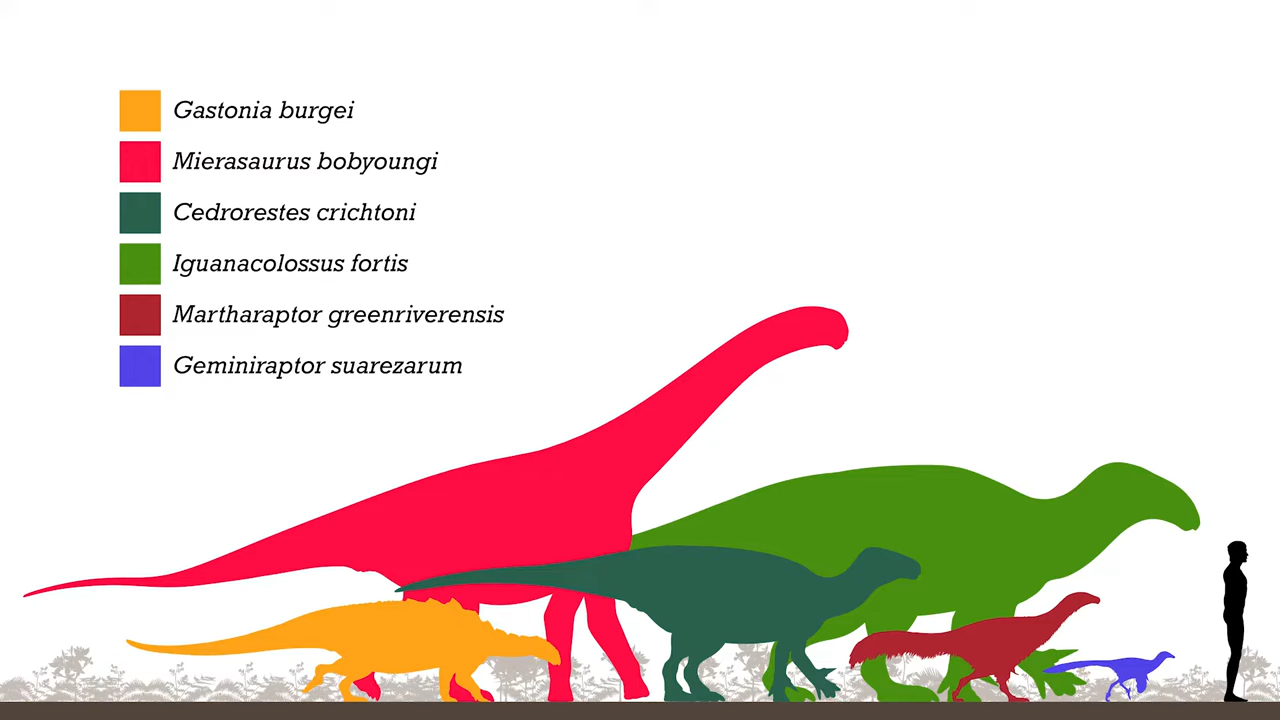 Gastonia burgei
Mierasaurus bobyoungi
Cedrorestes crichtoni
Iguanacolossus fortis
Martharaptor greenriverensis
Geminiraptor suarezarum